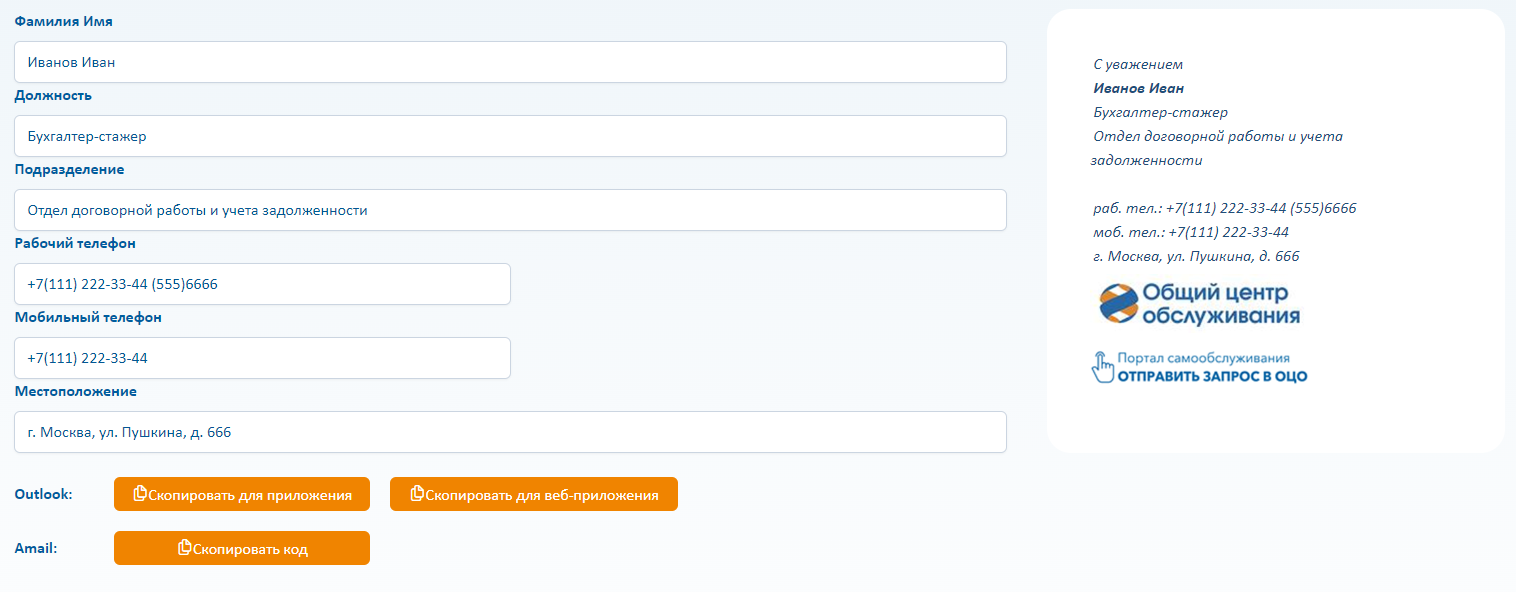 Фамилия Имя
Иванов Иван
Должность
Бухгалтер-стажер
Подразделение
Отдел договорной работы и учета задолженности
Рабочий телефон
+7(111) 222-33-44 (555)6666
Мобильный телефон
+7(111) 222-33-44
Местоположение
г. Москва, ул. Пушкина, д. 666
Outlook:
Скопировать для приложения
Скопировать для веб-приложения
Amail:
Скопировать код
С уважением
Иванов Иван
Бухгалтер-стажер
Отдел договорной работы и учета
задолженности
раб. тел.: +7(111) 222-33-44 (555)6666
моб. тел.: +7(111) 222-33-44
г. Москва, ул. Пушкина, д. 666
Общий центр
обслуживания
Портал самообслуживания
ОТПРАВИТЬ ЗАПРОС В ОЦО